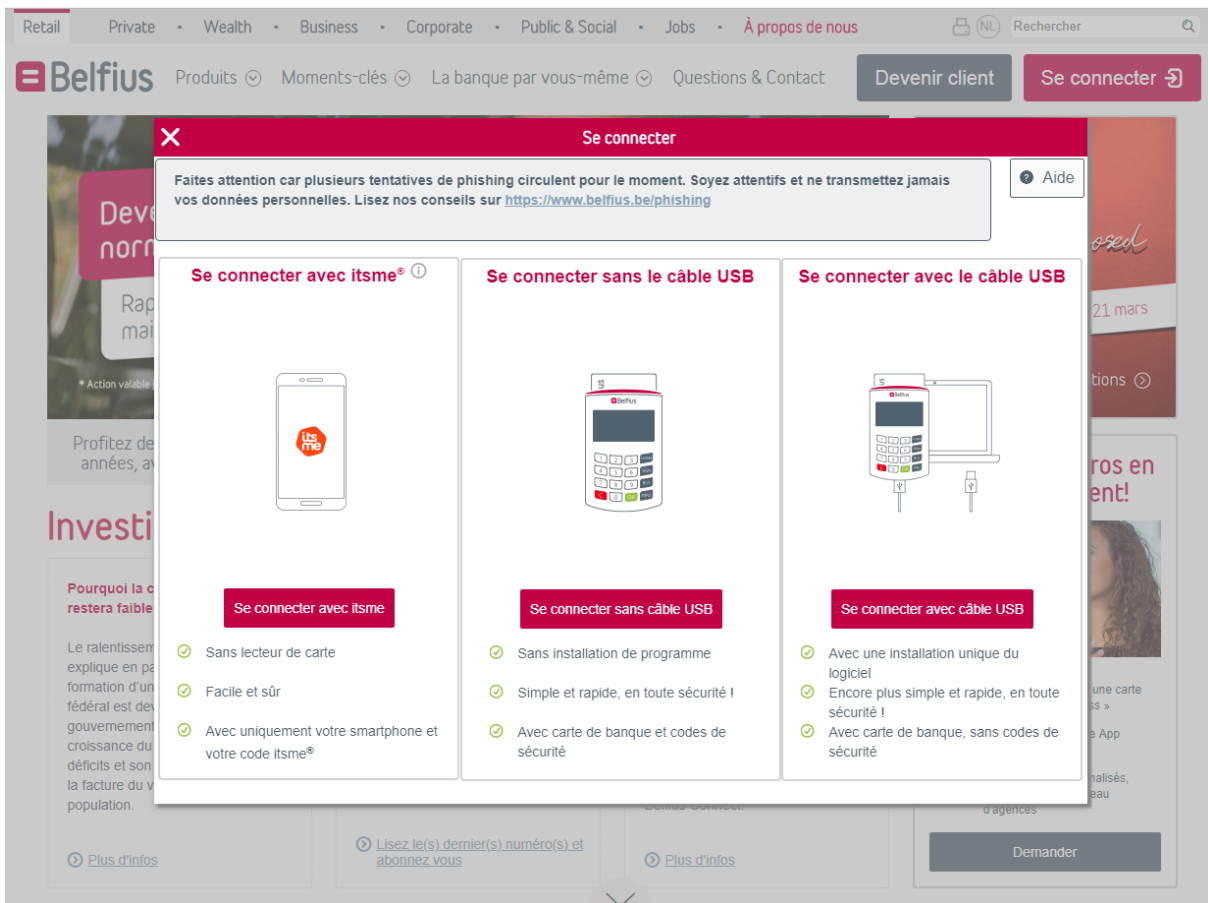 Retail Private - Wealth - Business - Corporate - Public & Social - Jobs - À propos de nous NL Rechercher
Belfius Produits Moments-clés La banque par vous-même Questions & Contact Devenir client Se connecter
Se connecter
Faites attention car plusieurs tentatives de phishing circulent pour le moment. Soyez attentifs et ne transmettez jamais
vos données personnelles. Lisez nos conseils sur https://www.belfius.be/phishing
Aide
Se connecter avec itsme®
itsme
Se connecter avec itsme
Sans lecteur de carte
Facile et sûr
Avec uniquement votre smartphone et
votre code itsme®
Se connecter sans le câble USB
Belfius
Se connecter sans câble USB
Sans installation de programme
Simple et rapide, en toute sécurité !
Avec carte de banque et codes de
sécurité
Se connecter avec le câble USB
Belfius
Se connecter avec câble USB
Avec une installation unique du
logiciel
Encore plus simple et rapide, en toute
sécurité !
Avec carte de banque, sans codes de
sécurité
Deve
norm
Rap
mai
* Action valable
Profitez de
années, av
21 mars
tions
ros en
ent!
Investi
Pourquoi la c
restera faible
Le ralentissem
explique en pa
formation d'un
fédéral est dev
gouvernement
croissance du
déficits et son
la facture du v
population.
Plus d'infos
Lisez le(s) dernier(s) numéro(s) et
abonnez vous
Plus d'infos
une carte
ss »
e App
nalisés,
eau
d'agences
Demander